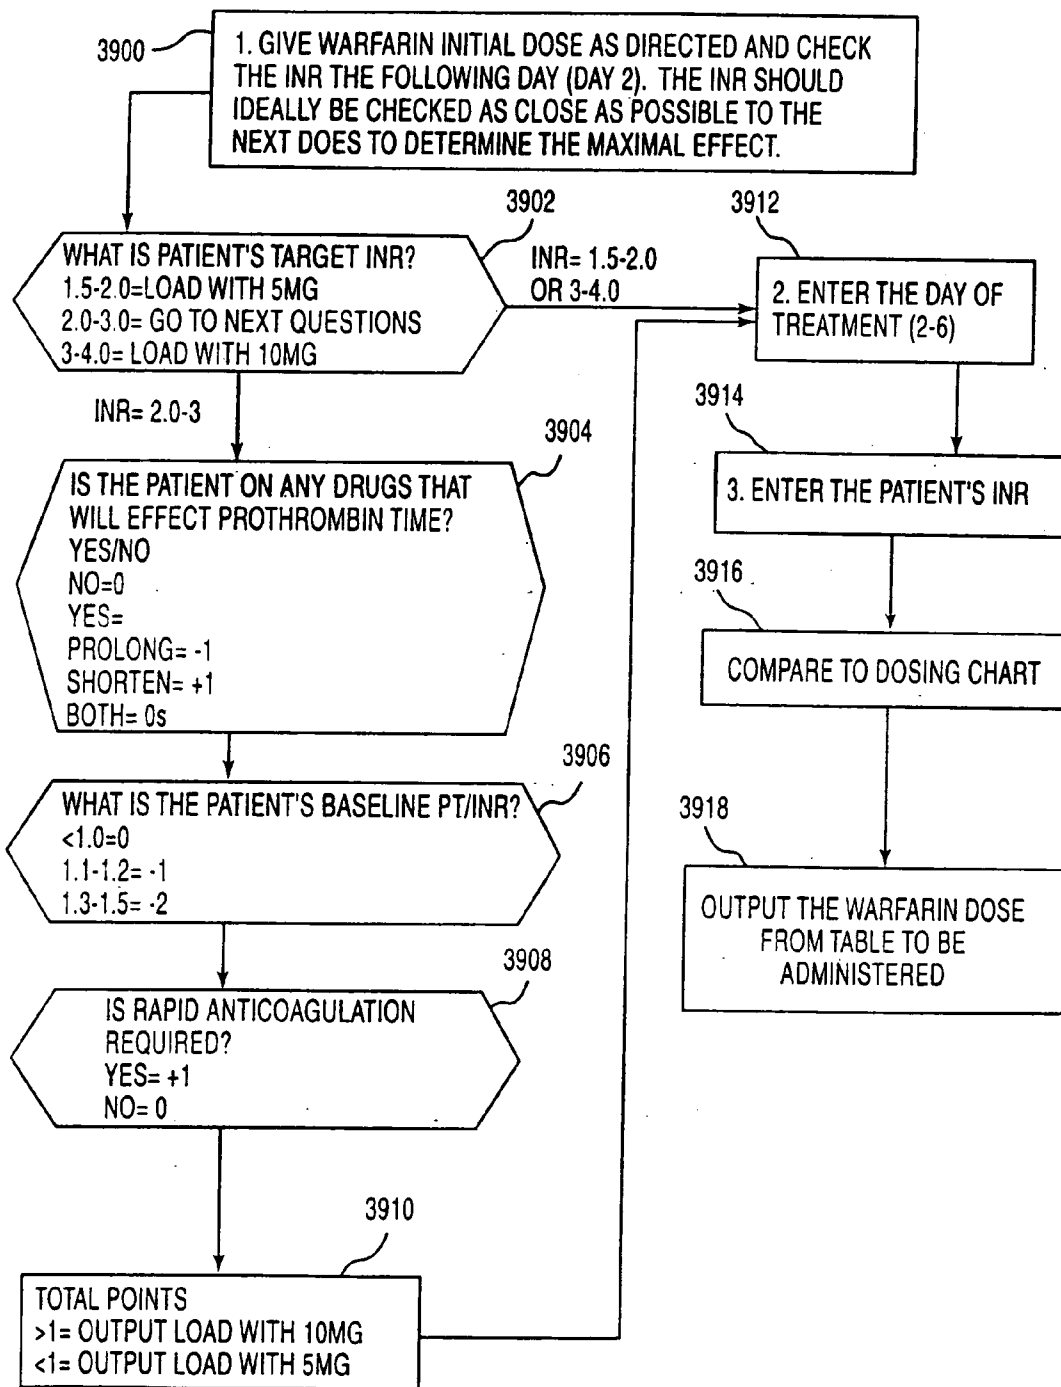 3900
1. GIVE WARFARIN INITIAL DOSE AS DIRECTED AND CHECK
THE INR THE FOLLOWING DAY (DAY 2). THE INR SHOULD
IDEALLY BE CHECKED AS CLOSE AS POSSIBLE TO THE
NEXT DOES TO DETERMINE THE MAXIMAL EFFECT.
3902
WHAT IS PATIENT'S TARGET INR?
1.5-2.0=LOAD WITH 5MG
2.0-3.0= GO TO NEXT QUESTIONS
3-4.0= LOAD WITH 10MG
INR= 1.5-2.0
OR 3-4.0
INR= 2.0-3
3904
IS THE PATIENT ON ANY DRUGS THAT
WILL EFFECT PROTHROMBIN TIME?
YES/NO
NO=0
YES=
PROLONG= -1
SHORTEN= +1
BOTH= 0s
3906
WHAT IS THE PATIENT'S BASELINE PT/INR?
<1.0=0
1.1-1.2= -1
1.3-1.5= -2
3908
IS RAPID ANTICOAGULATION
REQUIRED?
YES= +1
NO= 0
3910
TOTAL POINTS
>1= OUTPUT LOAD WITH 10MG
<1= OUTPUT LOAD WITH 5MG
3912
2. ENTER THE DAY OF
TREATMENT (2-6)
3914
3. ENTER THE PATIENT'S INR
3916
COMPARE TO DOSING CHART
3918
OUTPUT THE WARFARIN DOSE
FROM TABLE TO BE
ADMINISTERED